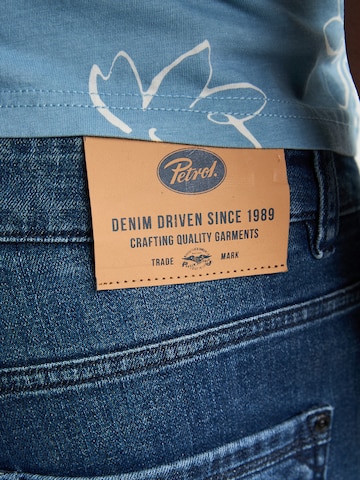 Petrol.
DENIM DRIVEN SINCE 1989
CRAFTING QUALITY GARMENTS
TRADE MARK